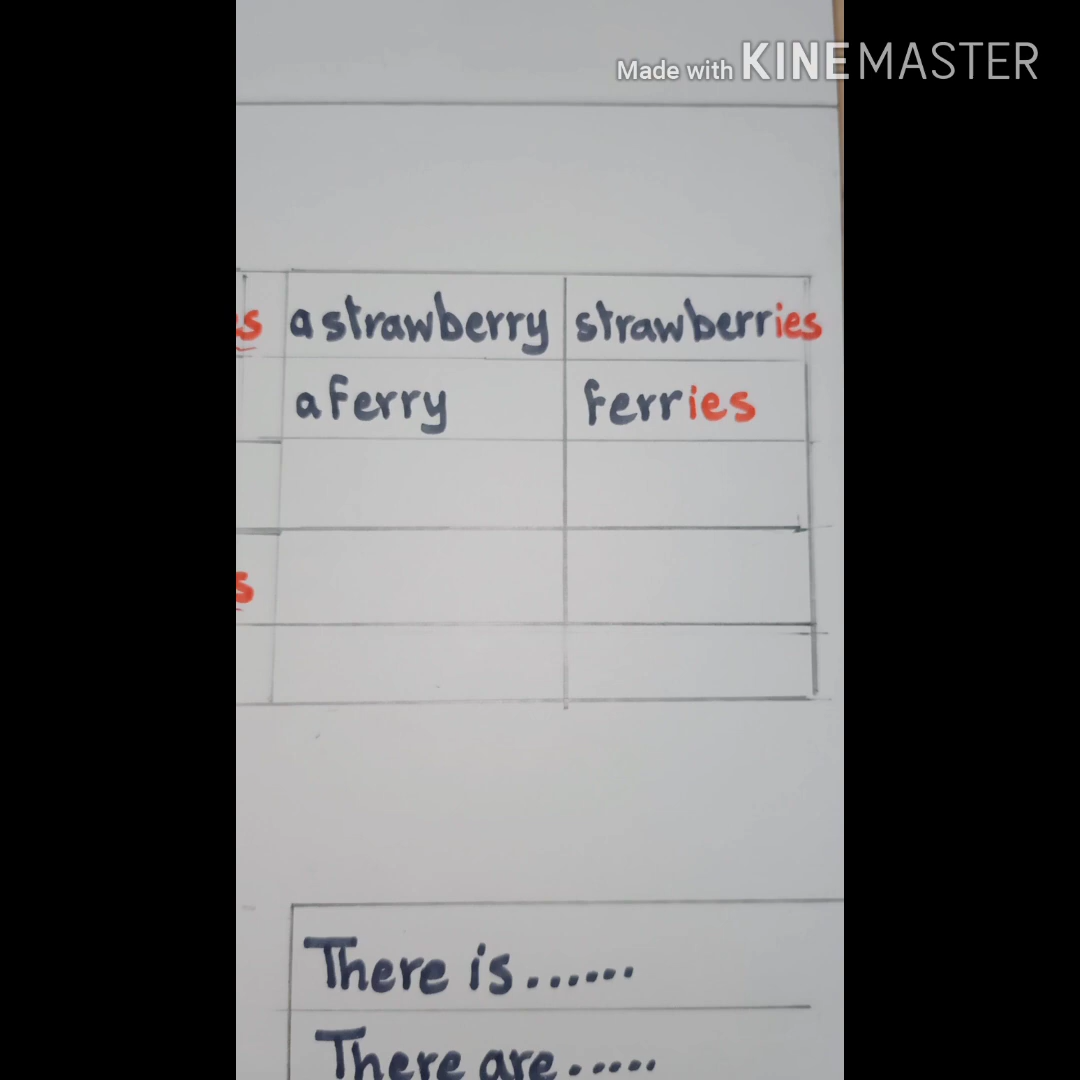 Made with KINEMASTER
s a strawberry strawberries
a ferry ferries
s
There is......
There are.....